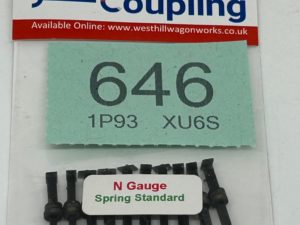 Coupling
Available Online: www.westhillwagonworks.co.uk
646
1P93 XU6S
N Gauge
Spring Standard